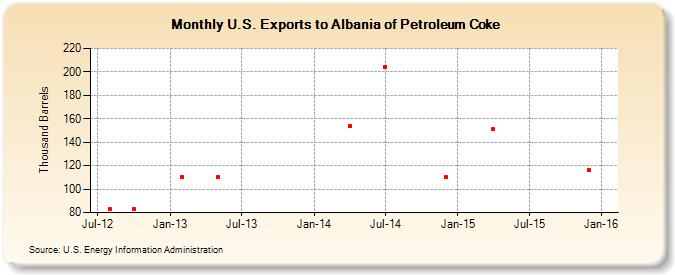 Monthly U.S. Exports to Albania of Petroleum Coke
Thousand Barrels
220
200
180
160
140
120
100
80
Jul-12 Jan-13 Jul-13 Jan-14 Jul-14 Jan-15 Jul-15 Jan-16
Source: U.S. Energy Information Administration